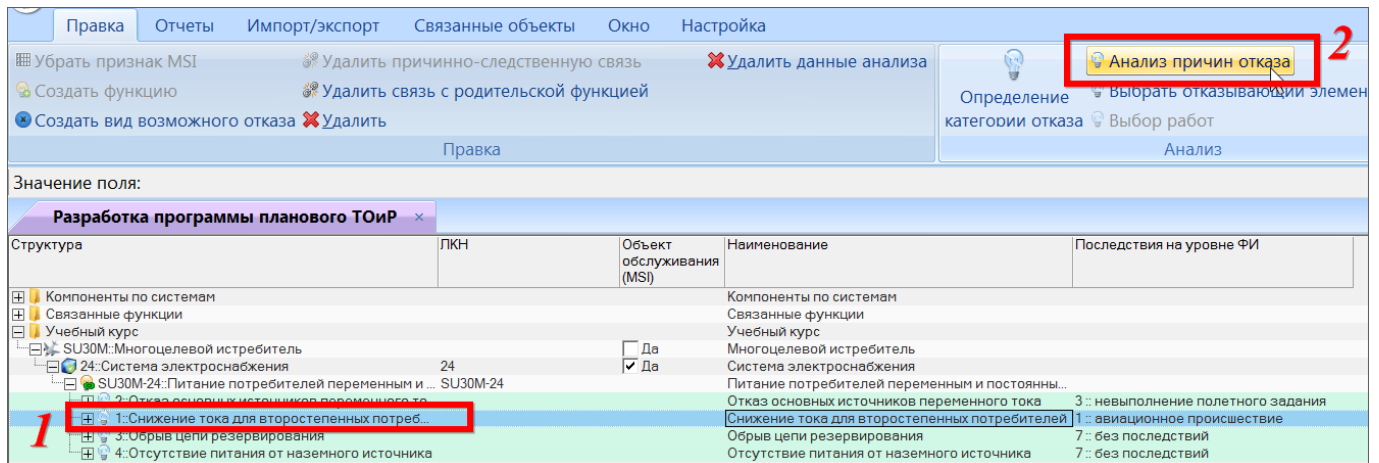 Правка Отчеты Импорт/экспорт Связанные объекты Окно Настройка
2
Убрать признак MSI Удалить причинно-следственную связь Удалить данные анализа Анализ причин отказа
Создать функцию Удалить связь с родительской функцией Определение Выбрать отказывающий элемен
Создать вид возможного отказа Удалить категории отказа Выбор работ
Правка Анализ
Значение поля:
Разработка программы планового ТОиР ×
Структура ЛКН Объект обслуживания (MSI) Наименование Последствия на уровне ФИ
Компоненты по системам Компоненты по системам
Связанные функции Связанные функции
Учебный курс Учебный курс
SU30M::Многоцелевой истребитель Да Многоцелевой истребитель
24::Система электроснабжения 24 Да Система электроснабжения
SU30M-24::Питание потребителей переменным и ... SU30M-24 Питание потребителей переменным и постоянны...
2::Отказ основных источников переменного то... Отказ основных источников переменного тока 3 :: невыполнение полетного задания
1 1::Снижение тока для второстепенных потреб... Снижение тока для второстепенных потребителей 1 :: авиационное происшествие
3::Обрыв цепи резервирования Обрыв цепи резервирования 7 :: без последствий
4::Отсутствие питания от наземного источника Отсутствие питания от наземного источника 7 :: без последствий